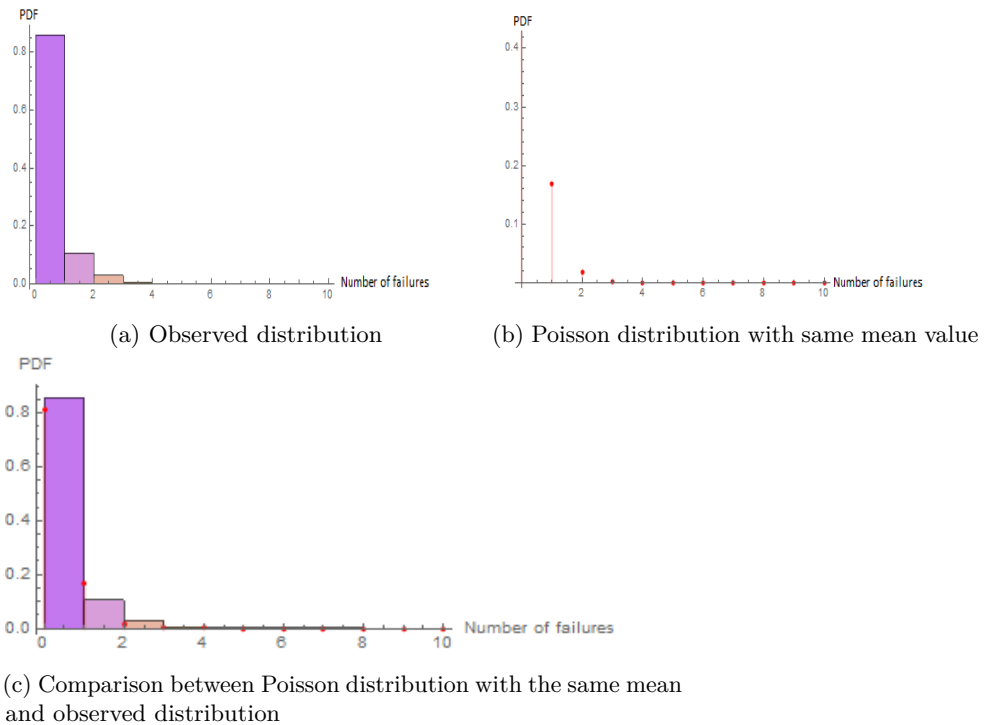 PDF
0.8
0.6
0.4
0.2
0.0
0 2 4 6 8 10
Number of failures
(a) Observed distribution
PDF
0.4
0.3
0.2
0.1
2 4 6 8 10
Number of failures
(b) Poisson distribution with same mean value
PDF
0.8
0.6
0.4
0.2
0.0
0 2 4 6 8 10
Number of failures
(c) Comparison between Poisson distribution with the same mean
and observed distribution